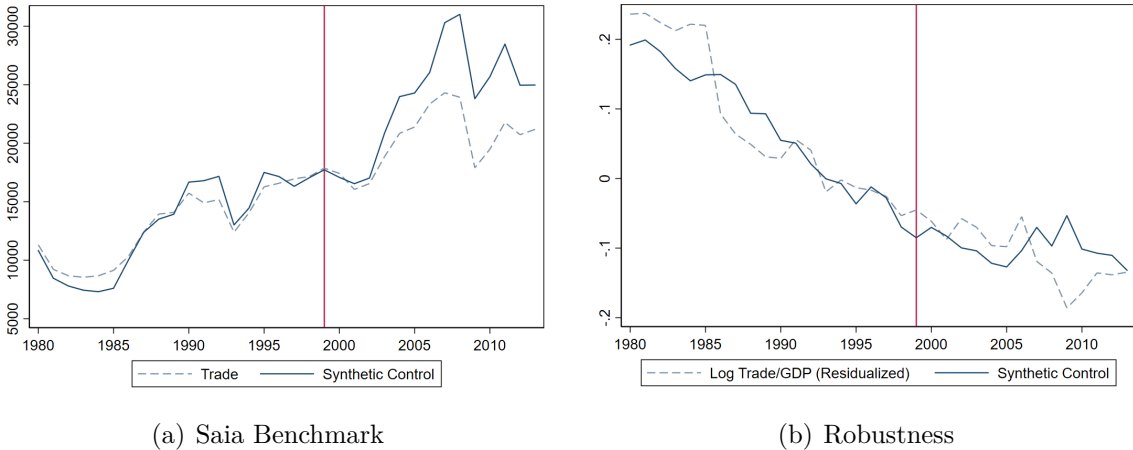 30000
25000
20000
15000
10000
5000
1980 1985 1990 1995 2000 2005 2010
Trade Synthetic Control
(a) Saia Benchmark
.2
.1
0
-.1
-.2
1980 1985 1990 1995 2000 2005 2010
Log Trade/GDP (Residualized) Synthetic Control
(b) Robustness